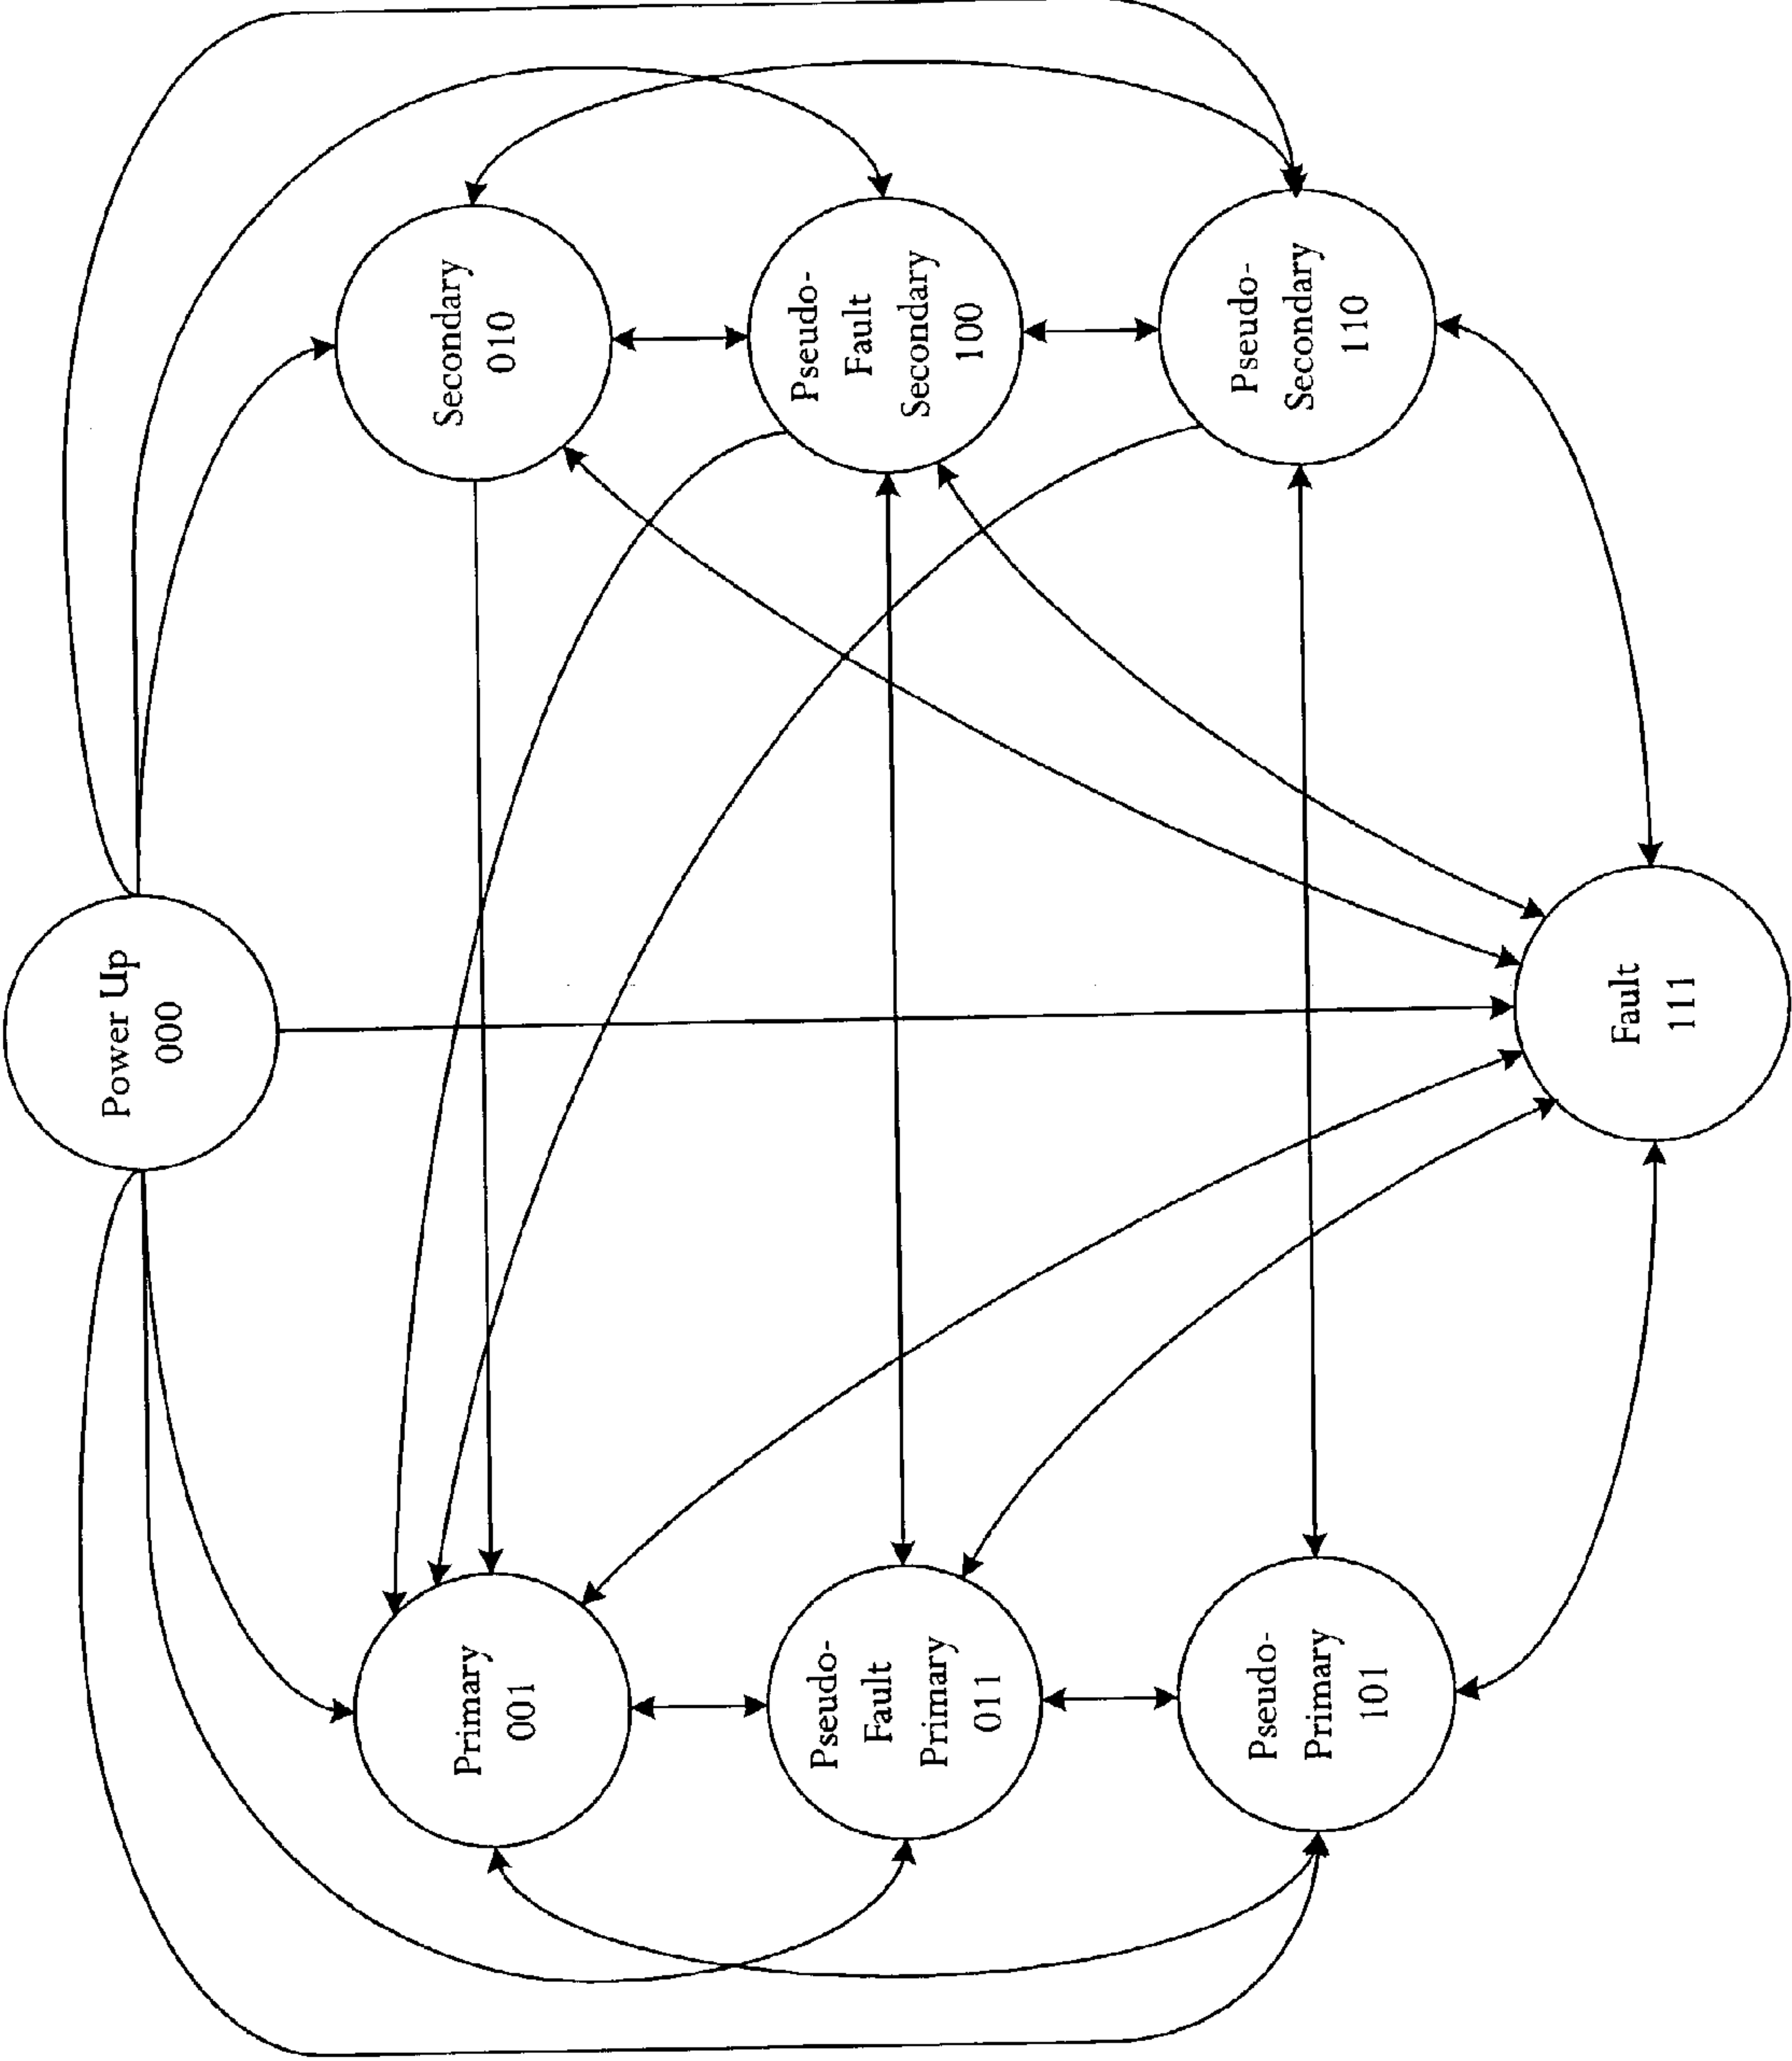 Power Up
000
Primary
001
Secondary
010
Pseudo-
Fault
Primary
011
Pseudo-
Fault
Secondary
100
Pseudo-
Primary
101
Pseudo-
Secondary
110
Fault
111